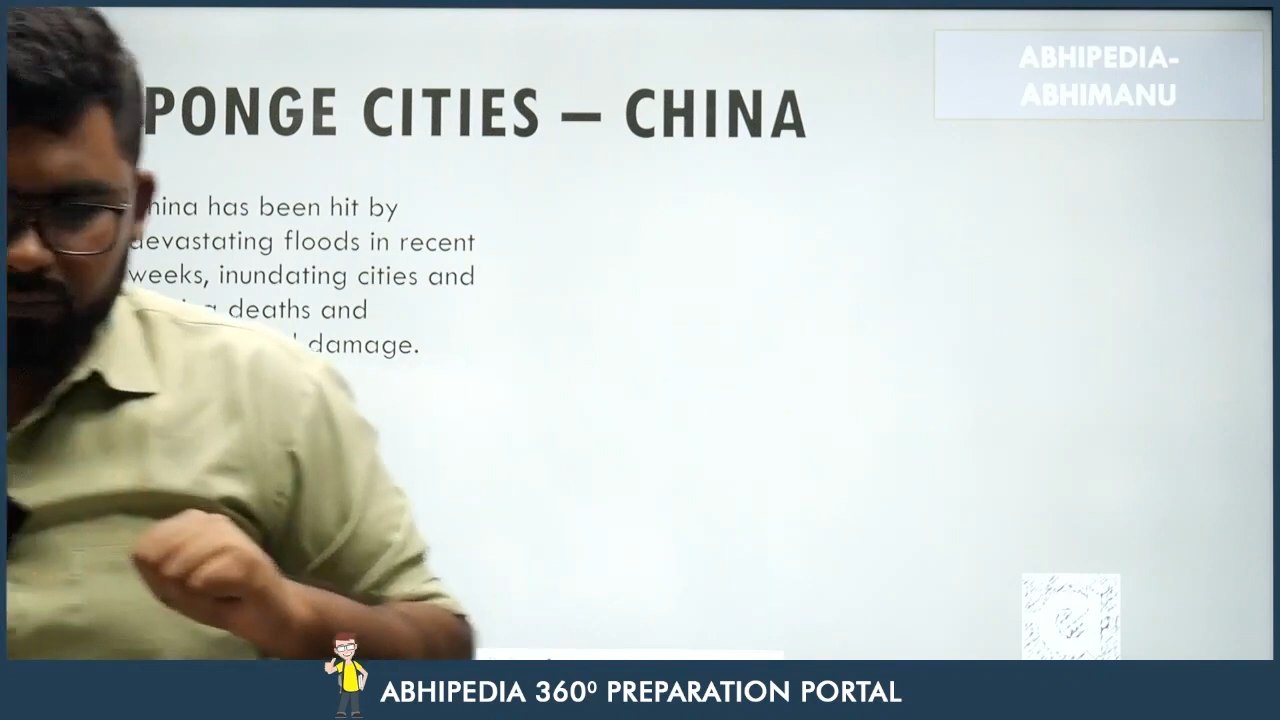 PONGE CITIES – CHINA
ABHIPEDIA-
ABHIMANU
hina has been hit by
devastating floods in recent
weeks, inundating cities and
deaths and
damage.
ABHIPEDIA 360⁰ PREPARATION PORTAL